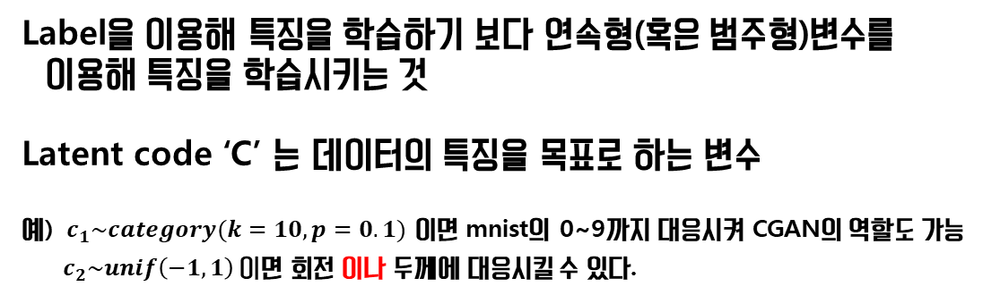 Label을 이용해 특징을 학습하기 보다 연속형(혹은 범주형)변수를
이용해 특징을 학습시키는 것
Latent code ‘C’ 는 데이터의 특징을 목표로 하는 변수
예) c₁~category(k = 10, p = 0.1) 이면 mnist의 0~9까지 대응시켜 CGAN의 역할도 가능
c₂~unif(−1, 1) 이면 회전 이나 두께에 대응시킬 수 있다.